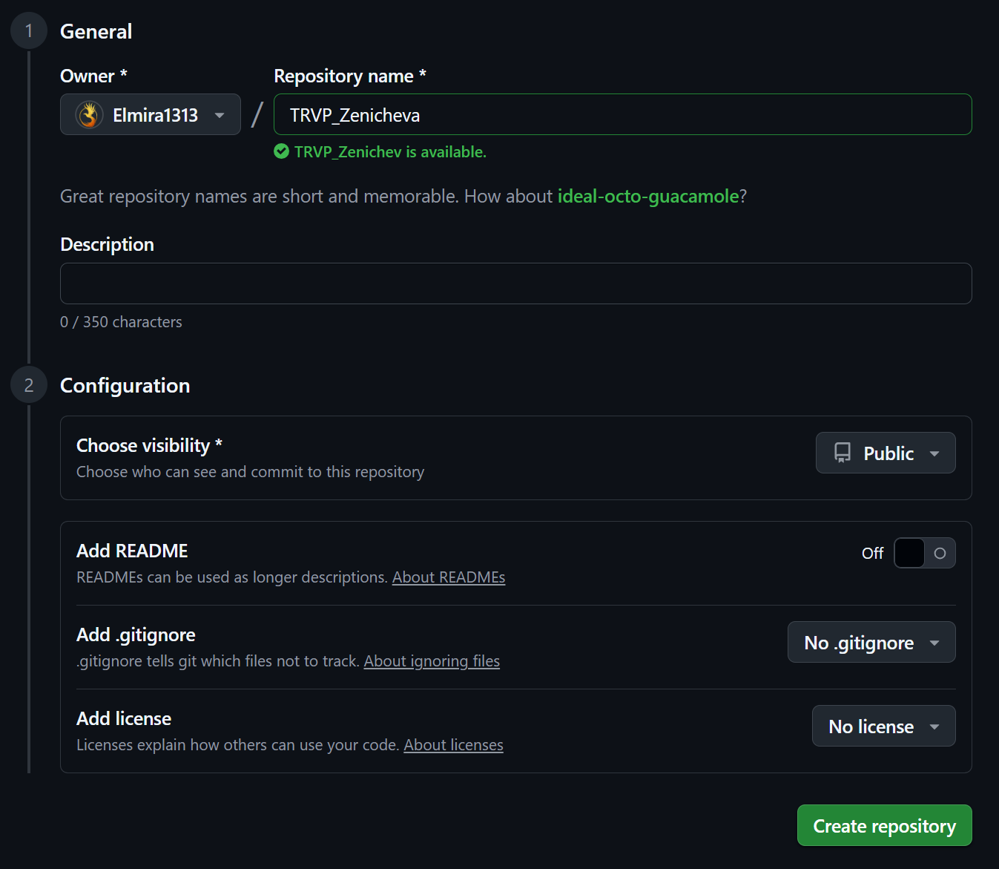 1 General
Owner * Repository name *
Elmira1313 / TRVP_Zenicheva
TRVP_Zenichev is available.
Great repository names are short and memorable. How about ideal-octo-guacamole?
Description
0 / 350 characters
2 Configuration
Choose visibility *
Choose who can see and commit to this repository
Public
Add README
READMEs can be used as longer descriptions. About READMEs
Off
Add .gitignore
.gitignore tells git which files not to track. About ignoring files
No .gitignore
Add license
Licenses explain how others can use your code. About licenses
No license
Create repository